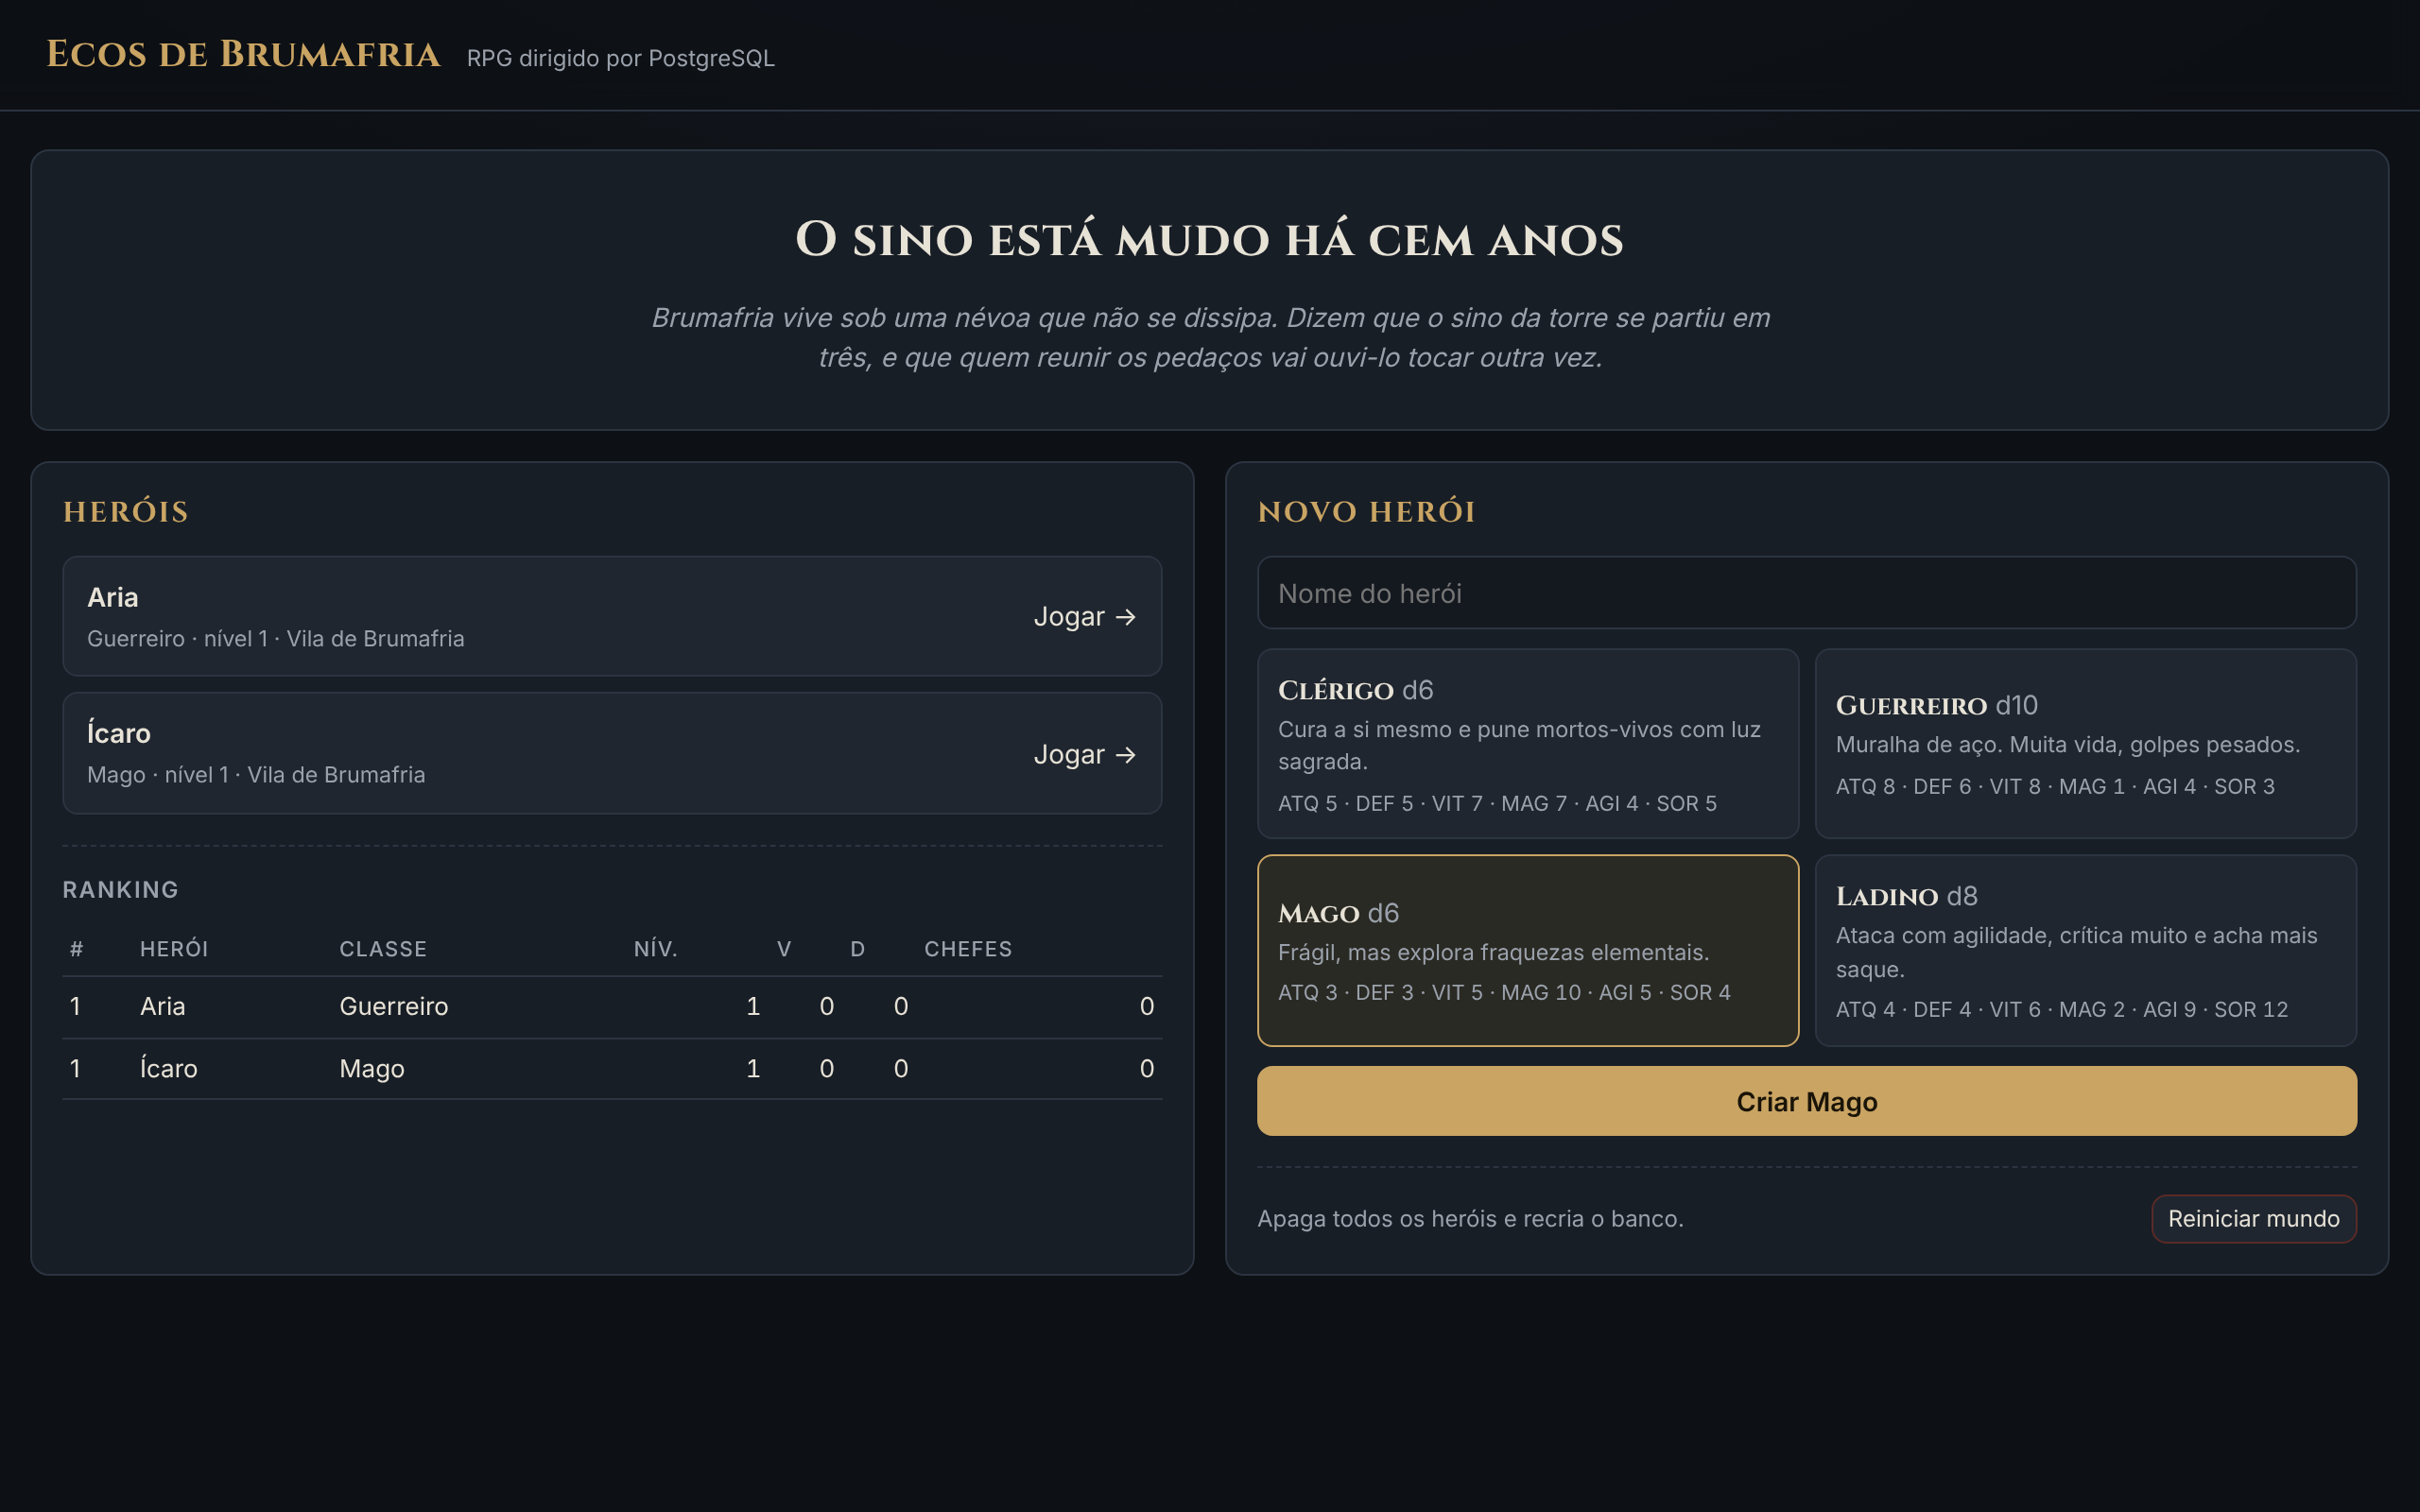 Ecos de Brumafria RPG dirigido por PostgreSQL
O sino está mudo há cem anos
Brumafria vive sob uma névoa que não se dissipa. Dizem que o sino da torre se partiu em
três, e que quem reunir os pedaços vai ouvi-lo tocar outra vez.
HERÓIS
Aria
Guerreiro · nível 1 · Vila de Brumafria
Jogar →
Ícaro
Mago · nível 1 · Vila de Brumafria
Jogar →
RANKING
# HERÓI CLASSE NÍV. V D CHEFES
1 Aria Guerreiro 1 0 0 0
1 Ícaro Mago 1 0 0 0
NOVO HERÓI
Nome do herói
Clérigo d6
Cura a si mesmo e pune mortos-vivos com luz
sagrada.
ATQ 5 · DEF 5 · VIT 7 · MAG 7 · AGI 4 · SOR 5
Guerreiro d10
Muralha de aço. Muita vida, golpes pesados.
ATQ 8 · DEF 6 · VIT 8 · MAG 1 · AGI 4 · SOR 3
Mago d6
Frágil, mas explora fraquezas elementais.
ATQ 3 · DEF 3 · VIT 5 · MAG 10 · AGI 5 · SOR 4
Ladino d8
Ataca com agilidade, crítica muito e acha mais
saque.
ATQ 4 · DEF 4 · VIT 6 · MAG 2 · AGI 9 · SOR 12
Criar Mago
Apaga todos os heróis e recria o banco.
Reiniciar mundo